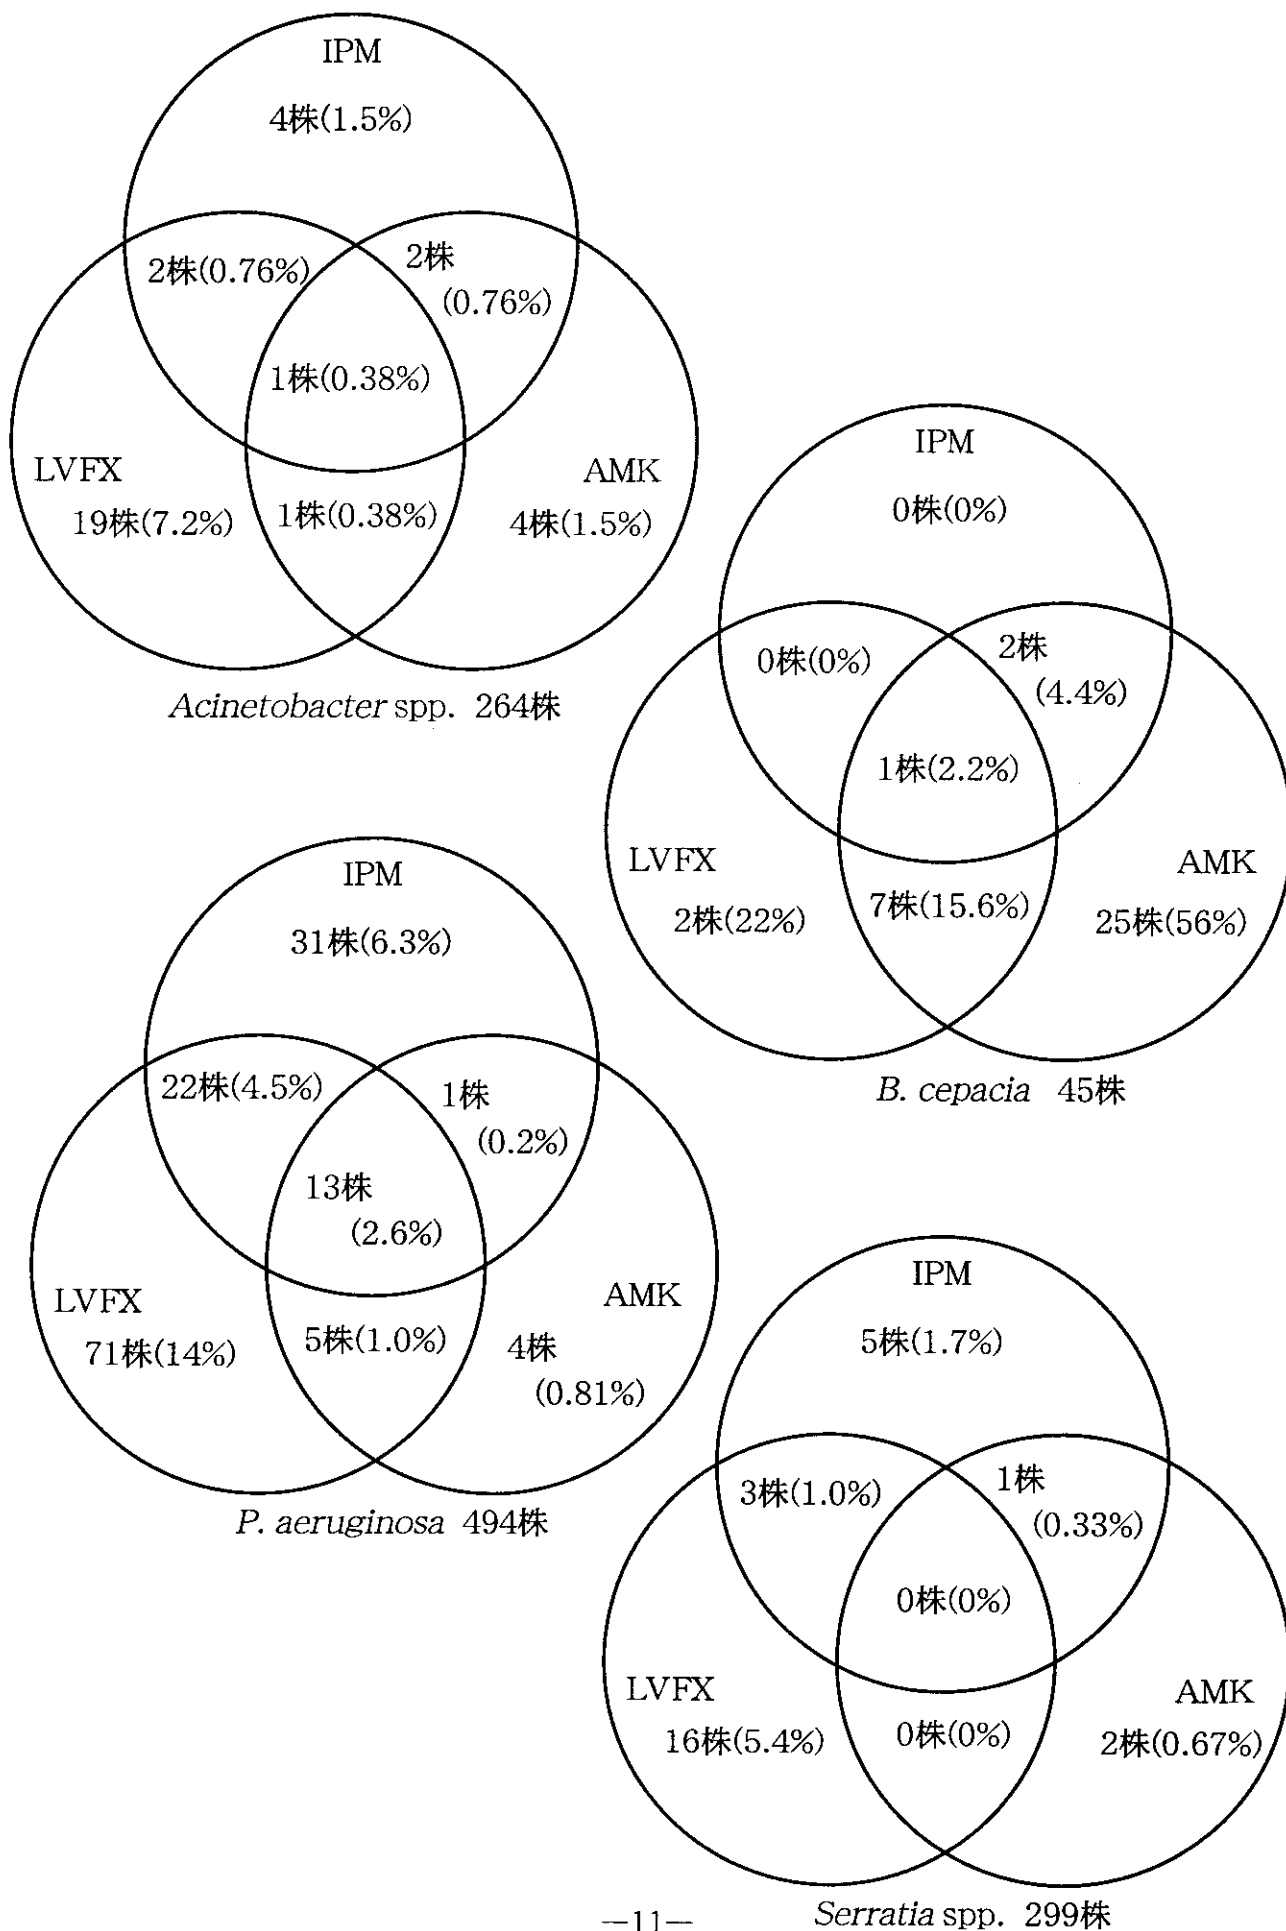 IPM
4株(1.5%)
2株(0.76%)
2株
(0.76%)
1株(0.38%)
LVFX
AMK
19株(7.2%)
1株(0.38%)
4株(1.5%)
Acinetobacter spp. 264株
IPM
0株(0%)
0株(0%)
2株
(4.4%)
1株(2.2%)
LVFX
AMK
2株(22%)
7株(15.6%)
25株(56%)
B. cepacia 45株
IPM
31株(6.3%)
22株(4.5%)
1株
(0.2%)
13株
(2.6%)
LVFX
AMK
71株(14%)
5株(1.0%)
4株
(0.81%)
P. aeruginosa 494株
IPM
5株(1.7%)
3株(1.0%)
1株
(0.33%)
0株(0%)
LVFX
AMK
16株(5.4%)
0株(0%)
2株(0.67%)
Serratia spp. 299株
—11—